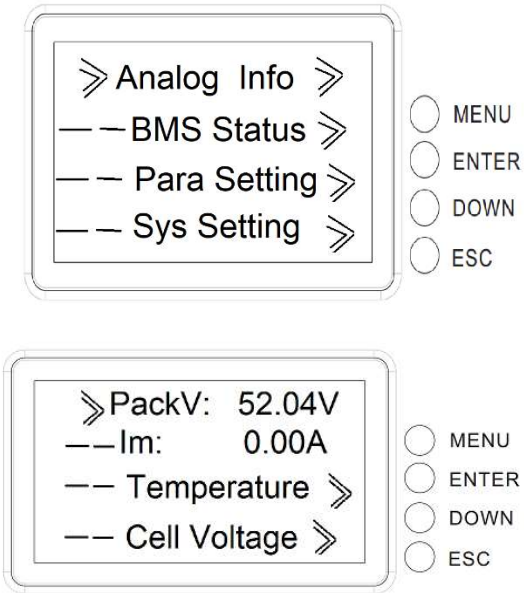 ≫ Analog Info ≫
—— BMS Status ≫
—— Para Setting ≫
—— Sys Setting ≫
MENU
ENTER
DOWN
ESC
≫PackV: 52.04V
——Im: 0.00A
—— Temperature ≫
—— Cell Voltage ≫
MENU
ENTER
DOWN
ESC